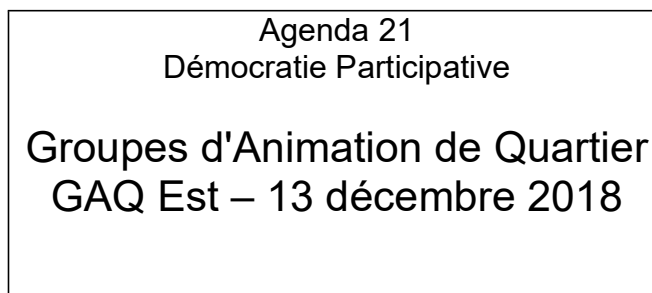 Agenda 21
Démocratie Participative
Groupes d'Animation de Quartier
GAQ Est – 13 décembre 2018